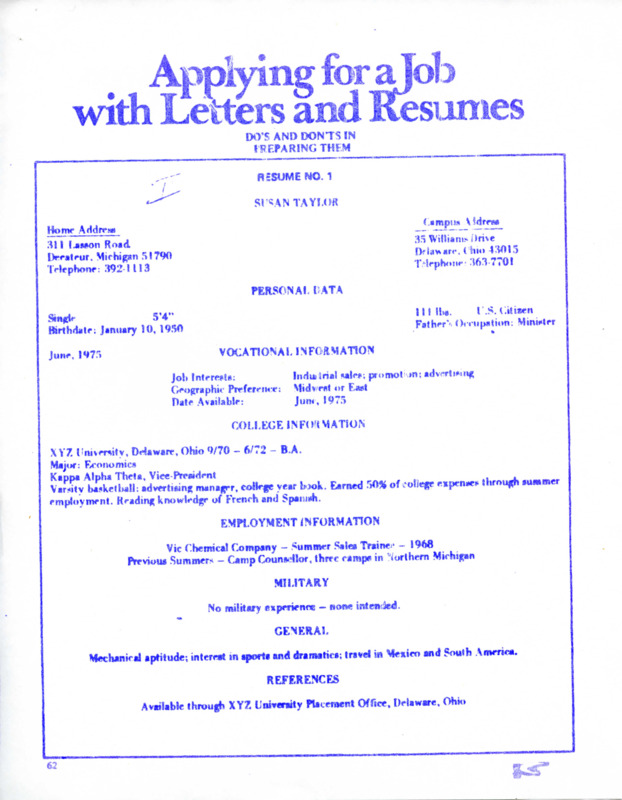 Applying for a Job
with Letters and Resumes
DO'S AND DON'TS IN
PREPARING THEM
RESUME NO. 1
I
SUSAN TAYLOR
Home Address
Campus Address
311 Lasson Road
35 Williams Drive
Decateur, Michigan 51790
Delaware, Ohio 43015
Telephone: 392-1113
Telephone: 363-7701
PERSONAL DATA
Single 5'4"
111 lbs. U.S. Citizen
Birthdate: January 10, 1950
Father's Occupation: Minister
June, 1975
VOCATIONAL INFORMATION
Job Interests: Industrial sales; promotion; advertising
Geographic Preference: Midwest or East
Date Available: June, 1975
COLLEGE INFORMATION
XYZ University, Delaware, Ohio 9/70 – 6/72 – B.A.
Major: Economics
Kappa Alpha Theta, Vice-President
Varsity basketball: advertising manager, college year book. Earned 50% of college expenses through summer
employment. Reading knowledge of French and Spanish.
EMPLOYMENT INFORMATION
Vic Chemical Company – Summer Sales Trainee – 1968
Previous Summers – Camp Counsellor, three camps in Northern Michigan
MILITARY
No military experience – none intended.
GENERAL
Mechanical aptitude; interest in sports and dramatics; travel in Mexico and South America.
REFERENCES
Available through XYZ University Placement Office, Delaware, Ohio
62